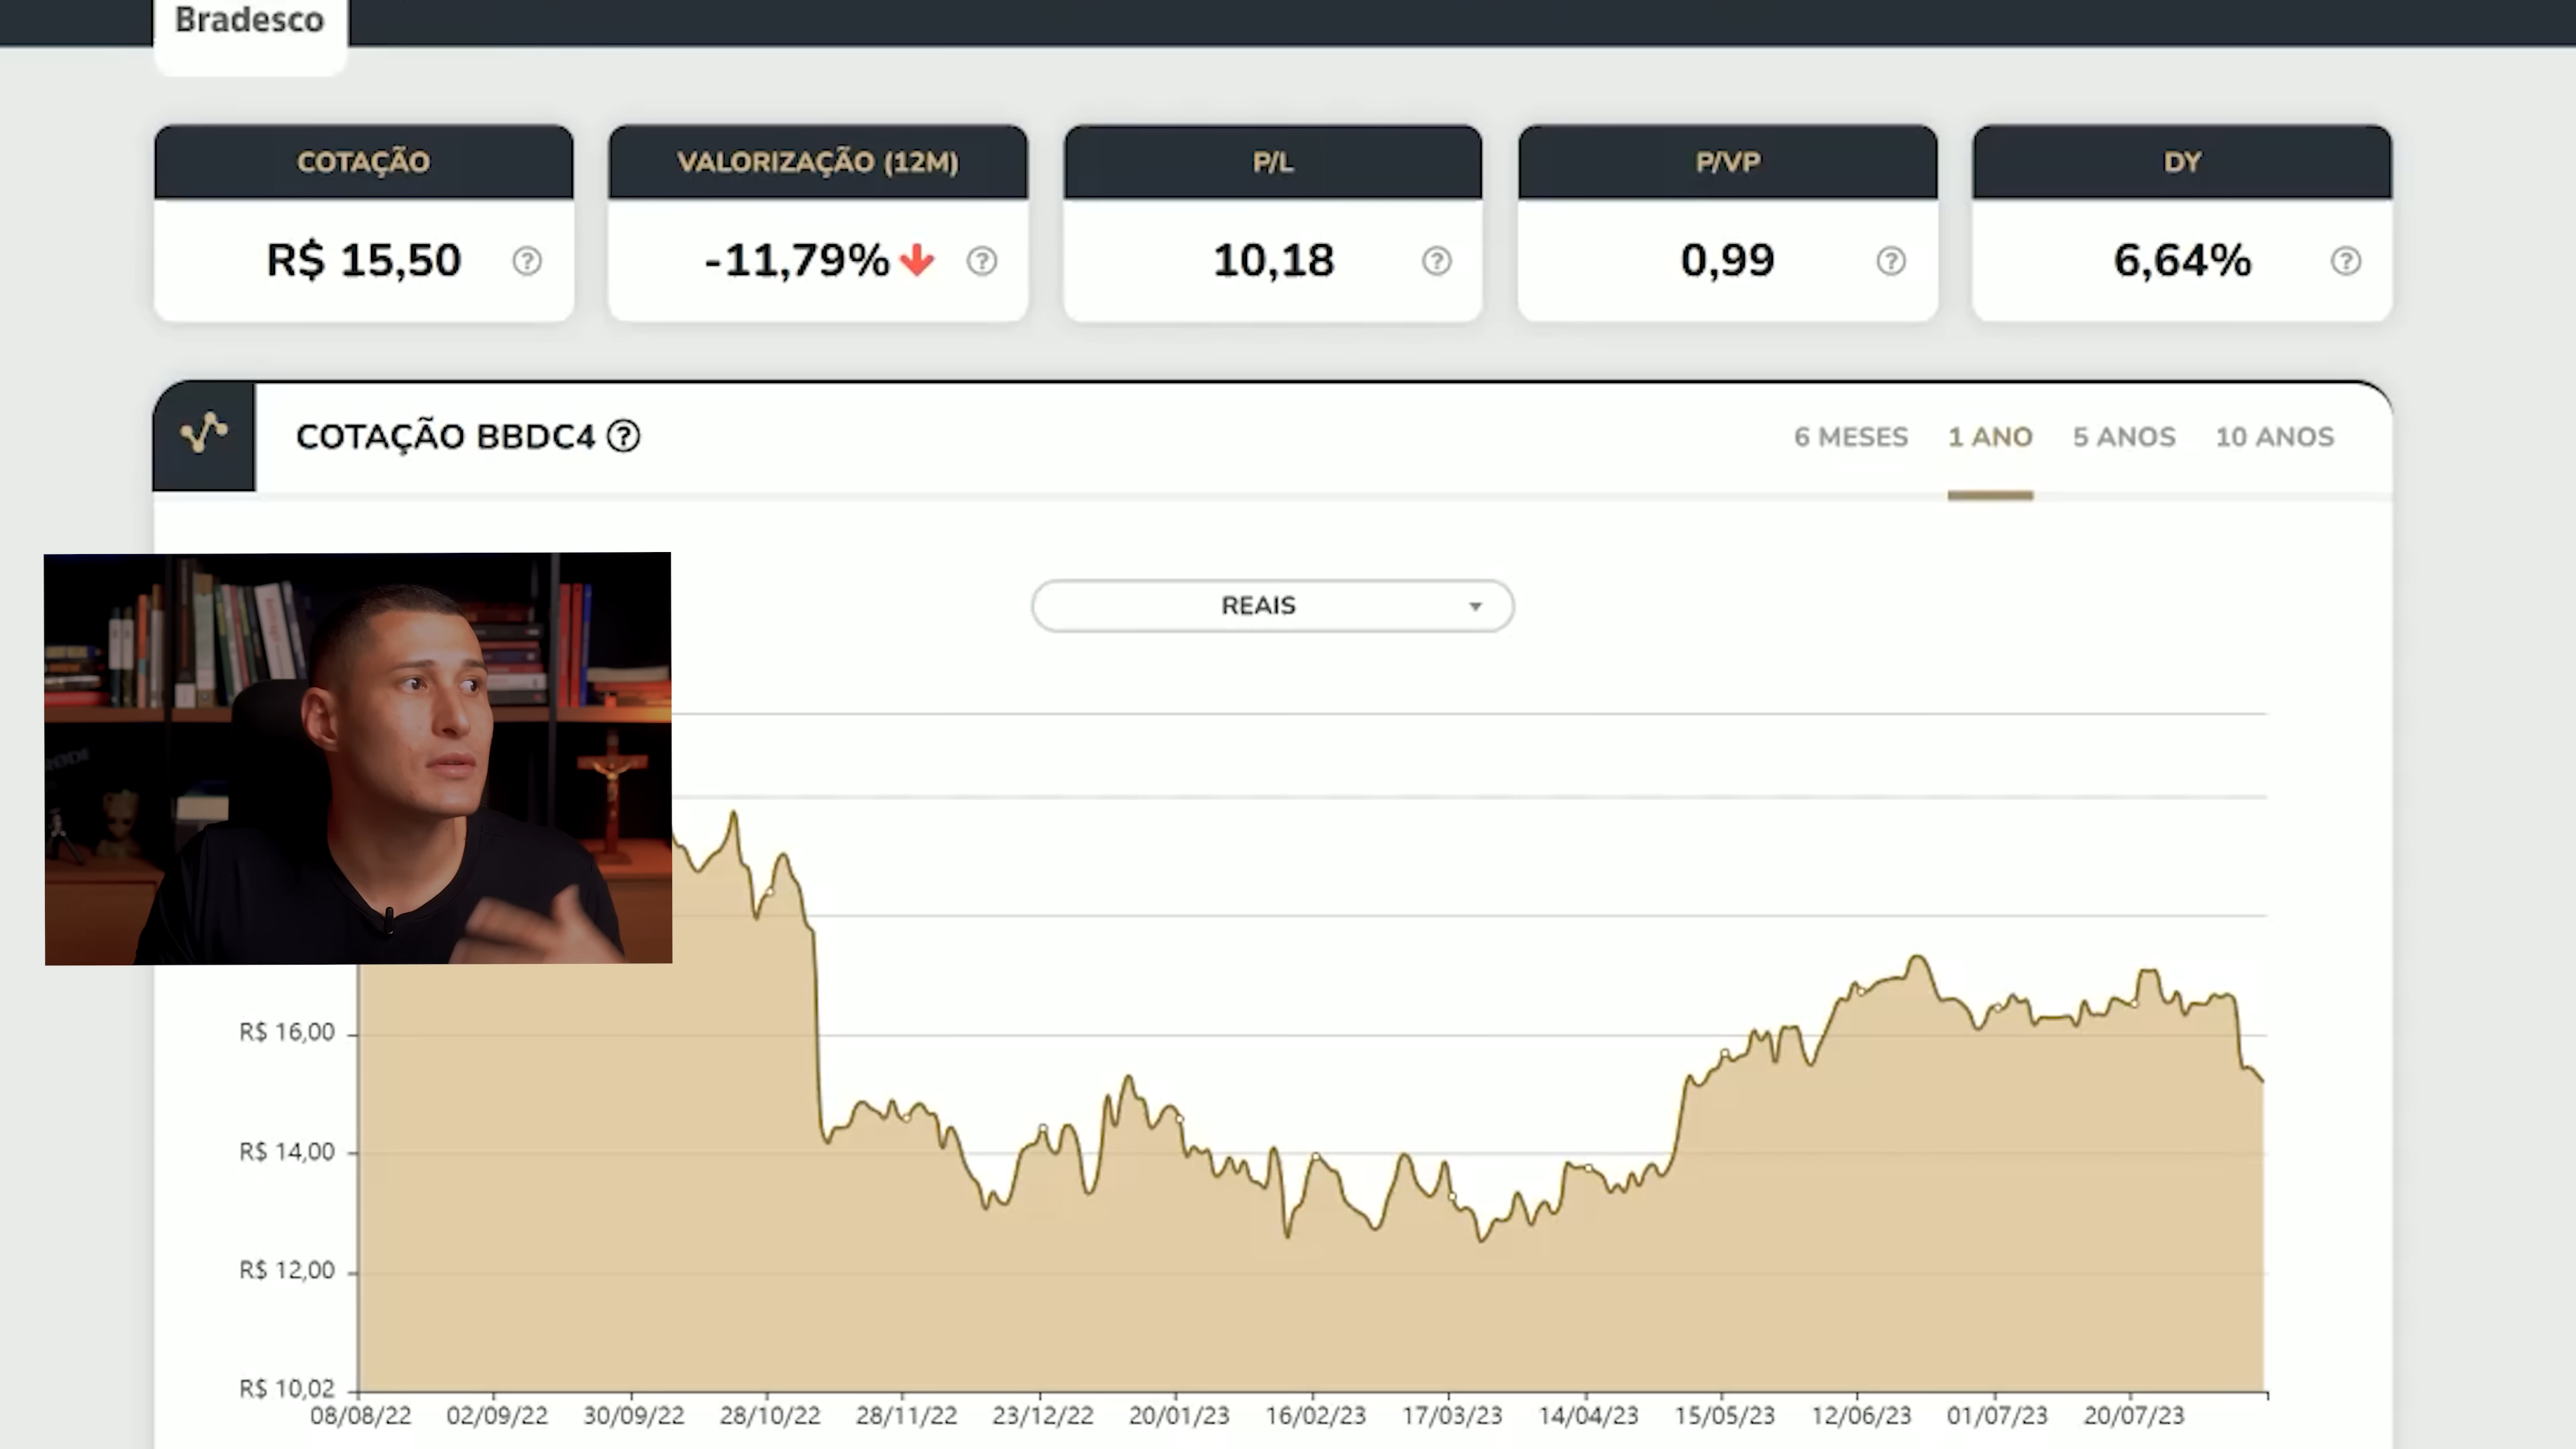 Bradesco
COTAÇÃO
VALORIZAÇÃO (12M)
P/L
P/VP
DY
R$ 15,50
-11,79%
10,18
0,99
6,64%
COTAÇÃO BBDC4
6 MESES 1 ANO 5 ANOS 10 ANOS
REAIS
R$ 16,00
R$ 14,00
R$ 12,00
R$ 10,02
08/08/22 02/09/22 30/09/22 28/10/22 28/11/22 23/12/22 20/01/23 16/02/23 17/03/23 14/04/23 15/05/23 12/06/23 01/07/23 20/07/23